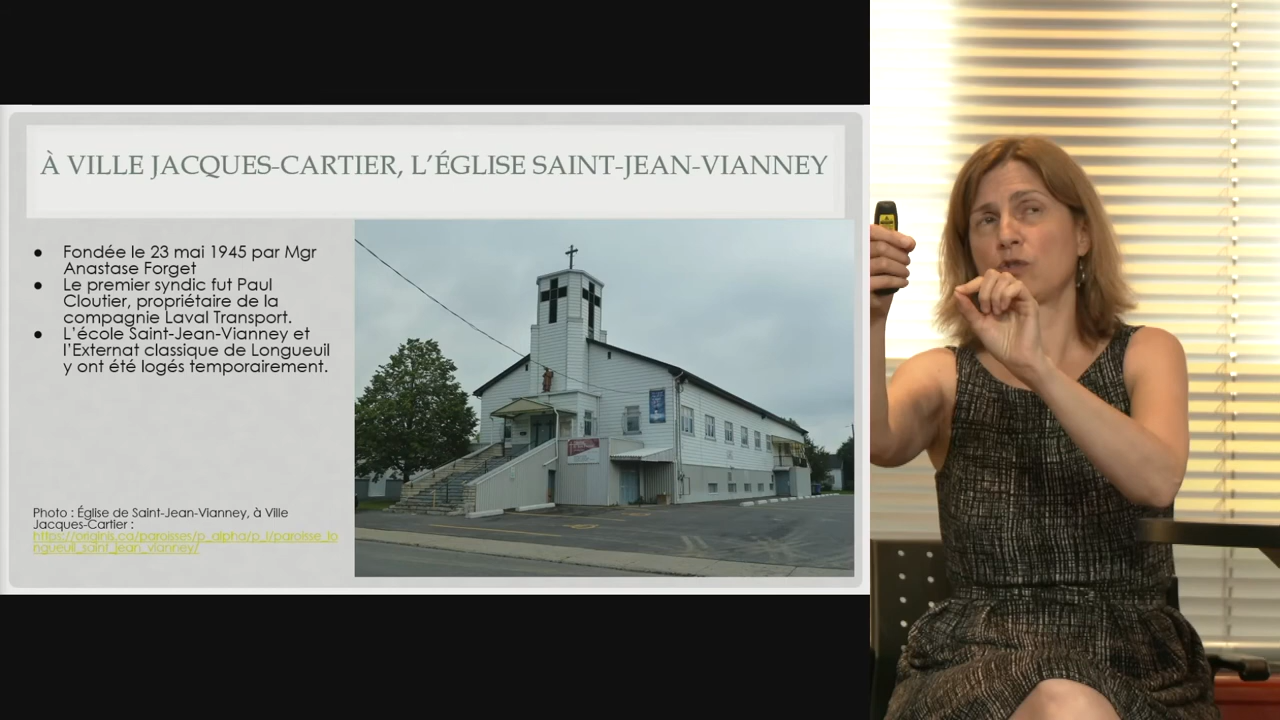 À VILLE JACQUES-CARTIER, L'ÉGLISE SAINT-JEAN-VIANNEY
● Fondée le 23 mai 1945 par Mgr
Anastase Forget
● Le premier syndic fut Paul
Cloutier, propriétaire de la
compagnie Laval Transport.
● L'école Saint-Jean-Vianney et
l'Externat classique de Longueuil
y ont été logés temporairement.
Photo : Église de Saint-Jean-Vianney, à Ville
Jacques-Cartier :
https://originis.ca/paroisses/p_alpha/p_l/paroisse_lo
ngueuil_saint_jean_vianney/